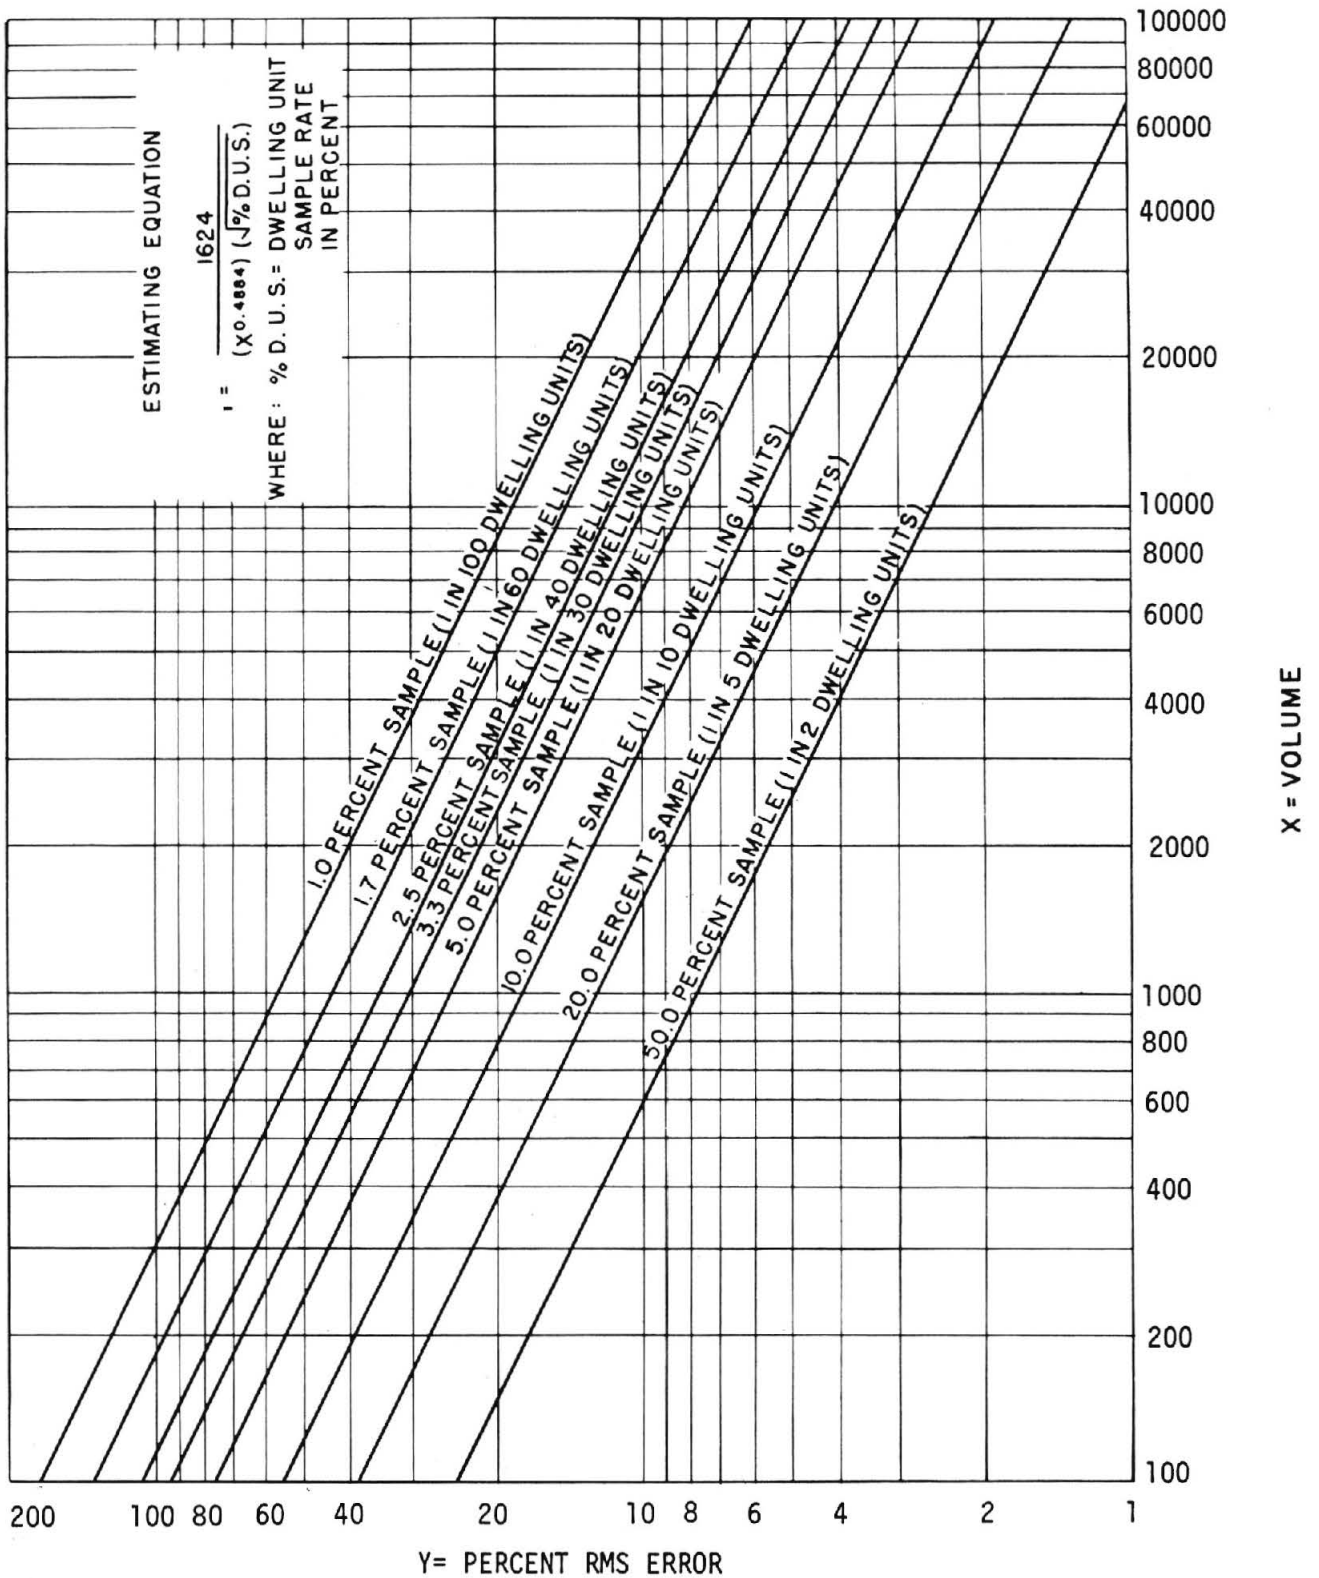 ESTIMATING EQUATION
1624
ı =
(X0.4884) (√% D.U.S.)
WHERE: % D. U. S. = DWELLING UNIT
SAMPLE RATE
IN PERCENT
1.0 PERCENT SAMPLE (1 IN 100 DWELLING UNITS)
1.7 PERCENT SAMPLE (1 IN 60 DWELLING UNITS)
2.5 PERCENT SAMPLE (1 IN 40 DWELLING UNITS)
3.3 PERCENT SAMPLE (1 IN 30 DWELLING UNITS)
5.0 PERCENT SAMPLE (1 IN 20 DWELLING UNITS)
10.0 PERCENT SAMPLE (1 IN 10 DWELLING UNITS)
20.0 PERCENT SAMPLE (1 IN 5 DWELLING UNITS)
50.0 PERCENT SAMPLE (1 IN 2 DWELLING UNITS)
100000
80000
60000
40000
20000
10000
8000
6000
4000
2000
1000
800
600
400
200
100
X = VOLUME
200 100 80 60 40 20 10 8 6 4 2 1
Y= PERCENT RMS ERROR